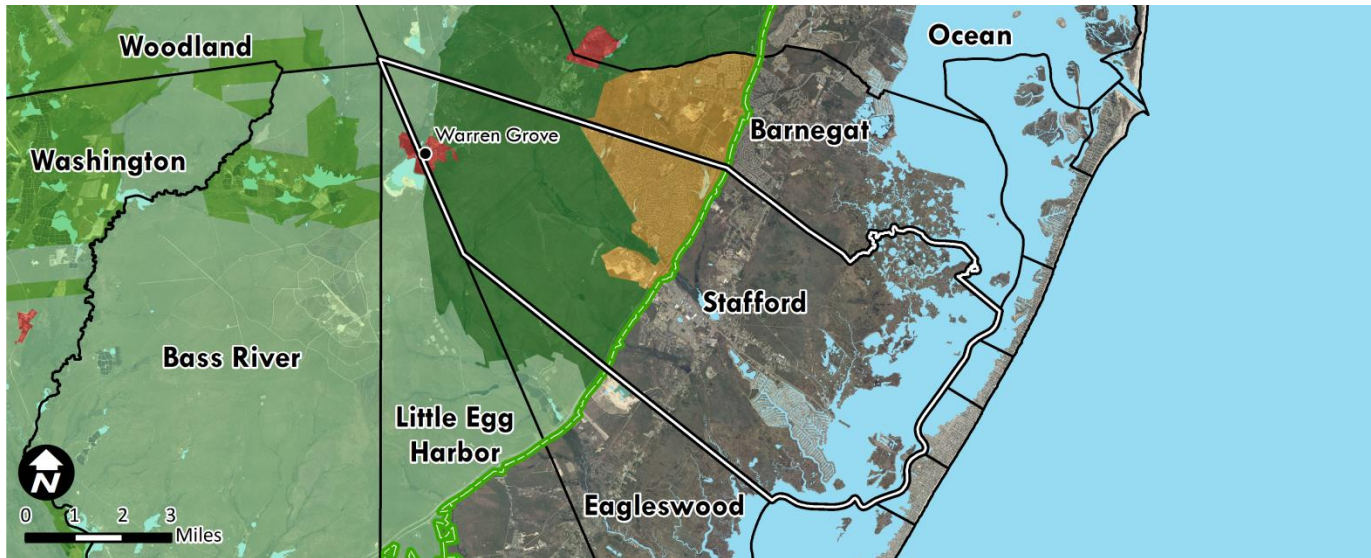 Woodland
Ocean
Warren Grove
Barnegat
Washington
Stafford
Bass River
Little Egg
Harbor
Eagleswood
N
0 1 2 3
Miles